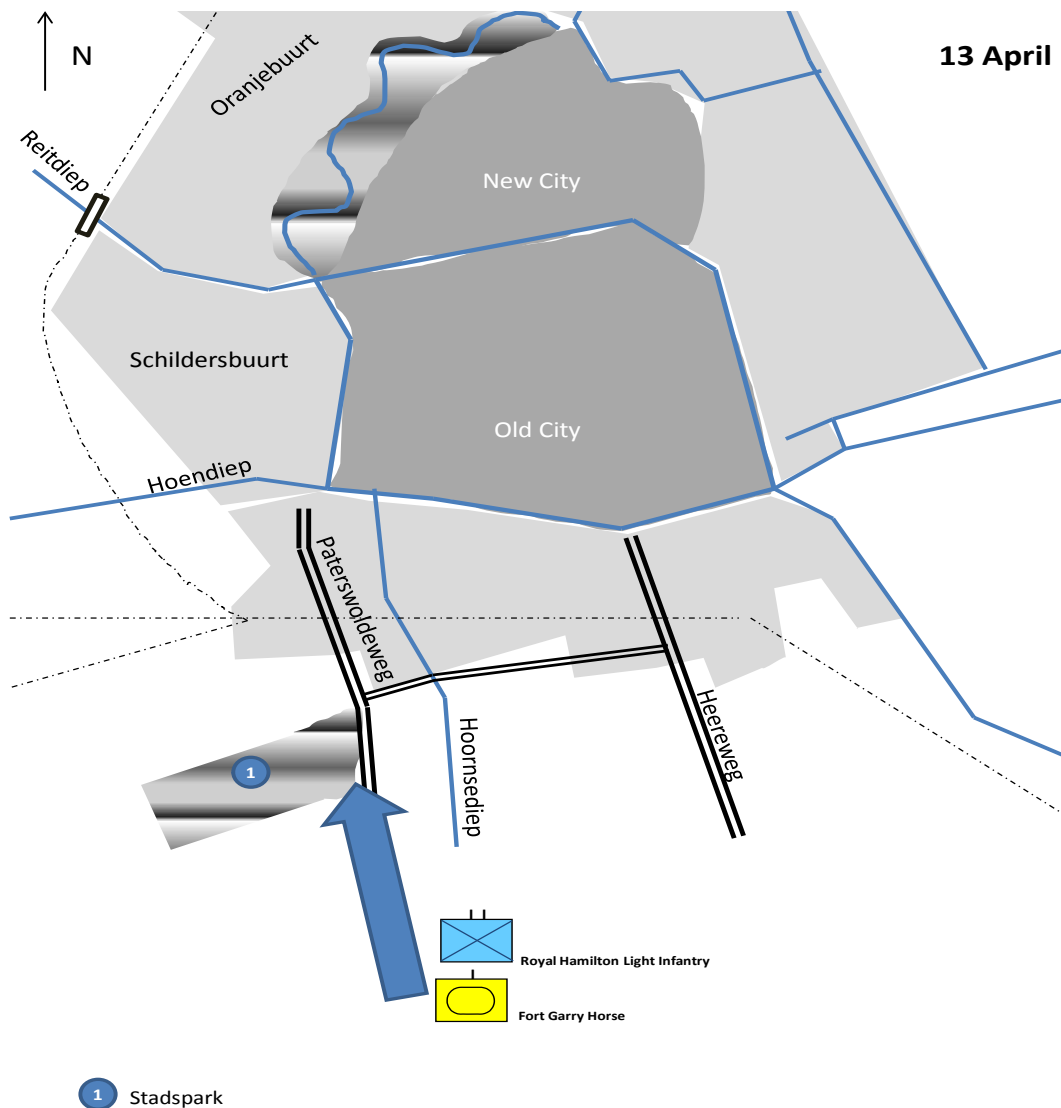 N
13 April
Oranjebuurt
Reitdiep
New City
Schildersbuurt
Old City
Hoendiep
Paterswoldeweg
Hoornsediep
Heereweg
1
Royal Hamilton Light Infantry
Fort Garry Horse
1 Stadspark